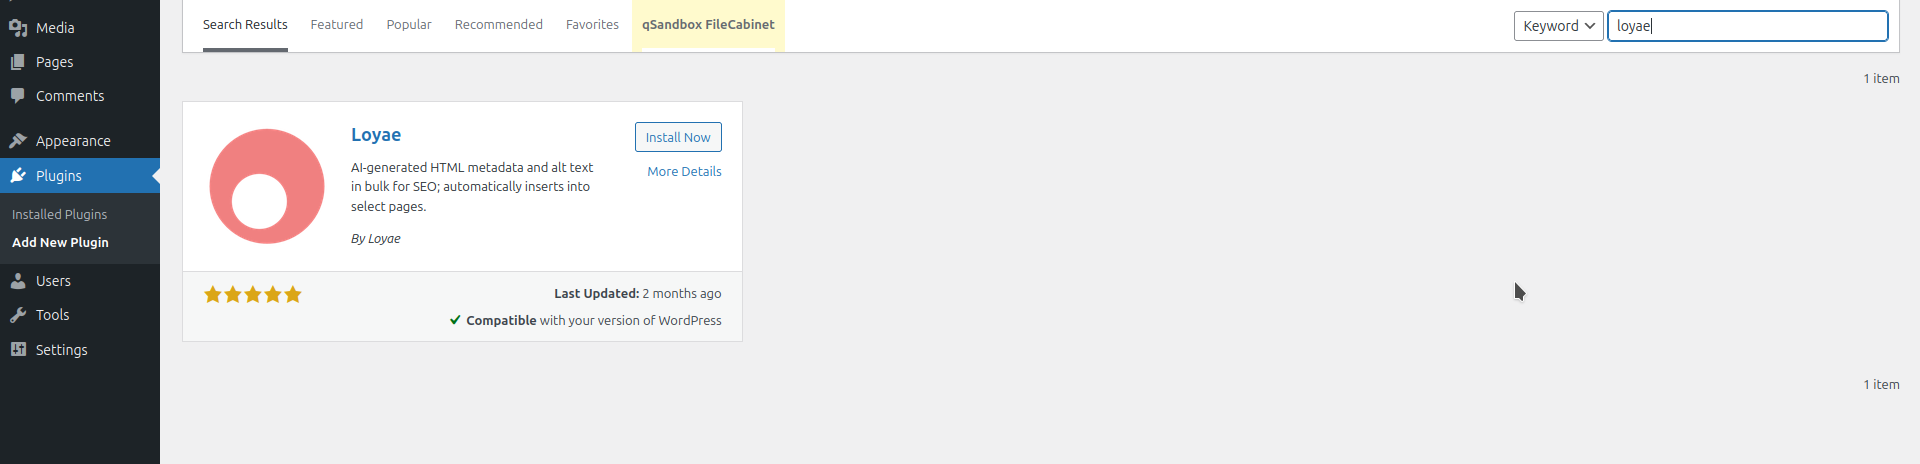 Media
Pages
Comments
Appearance
Plugins
Installed Plugins
Add New Plugin
Users
Tools
Settings
Search Results
Featured
Popular
Recommended
Favorites
qSandbox FileCabinet
Keyword
loyae
1 item
Loyae
Install Now
AI-generated HTML metadata and alt text
in bulk for SEO; automatically inserts into
select pages.
More Details
By Loyae
Last Updated: 2 months ago
Compatible with your version of WordPress
1 item